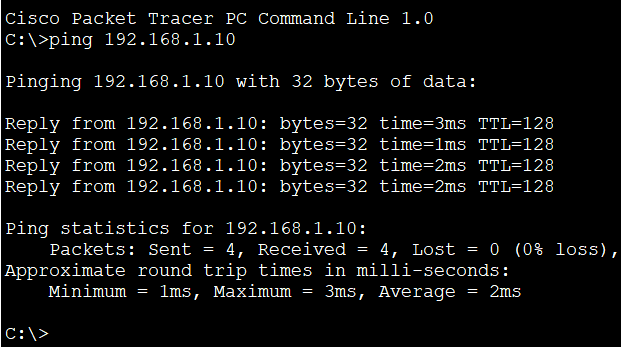 Cisco Packet Tracer PC Command Line 1.0
C:\>ping 192.168.1.10
Pinging 192.168.1.10 with 32 bytes of data:
Reply from 192.168.1.10: bytes=32 time=3ms TTL=128
Reply from 192.168.1.10: bytes=32 time=1ms TTL=128
Reply from 192.168.1.10: bytes=32 time=2ms TTL=128
Reply from 192.168.1.10: bytes=32 time=2ms TTL=128
Ping statistics for 192.168.1.10:
Packets: Sent = 4, Received = 4, Lost = 0 (0% loss),
Approximate round trip times in milli-seconds:
Minimum = 1ms, Maximum = 3ms, Average = 2ms
C:\>